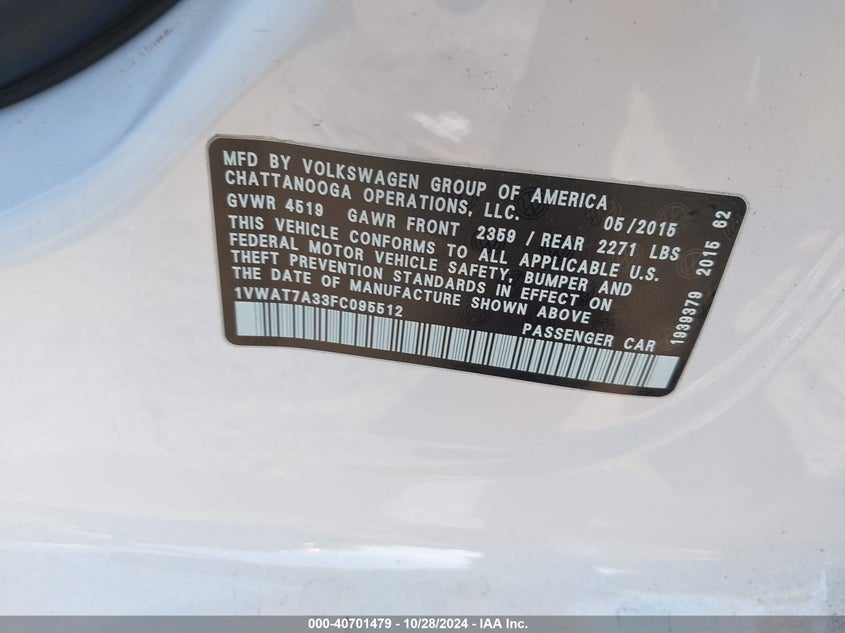 MFD BY VOLKSWAGEN GROUP OF AMERICA
CHATTANOOGA OPERATIONS, LLC. 05/2015
GVWR 4519 GAWR FRONT 2359 / REAR 2271 LBS
THIS VEHICLE CONFORMS TO ALL APPLICABLE U.S.
FEDERAL MOTOR VEHICLE SAFETY, BUMPER AND
THEFT PREVENTION STANDARDS IN EFFECT ON
THE DATE OF MANUFACTURE SHOWN ABOVE
1VWAT7A33FC095512 PASSENGER CAR
1939379 2015 62
000-40701479 - 10/28/2024 - IAA Inc.